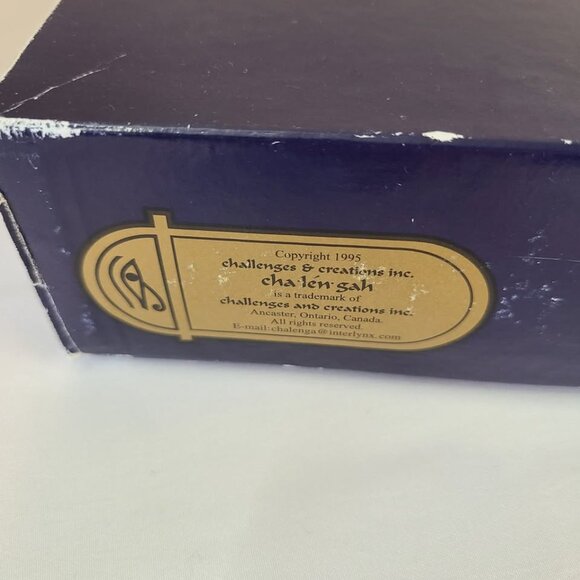 Copyright 1995
challenges & creations inc.
cha·lén·gah
is a trademark of
challenges and creations inc.
Ancaster, Ontario, Canada.
All rights reserved.
E-mail:chalenga@interlynx.com